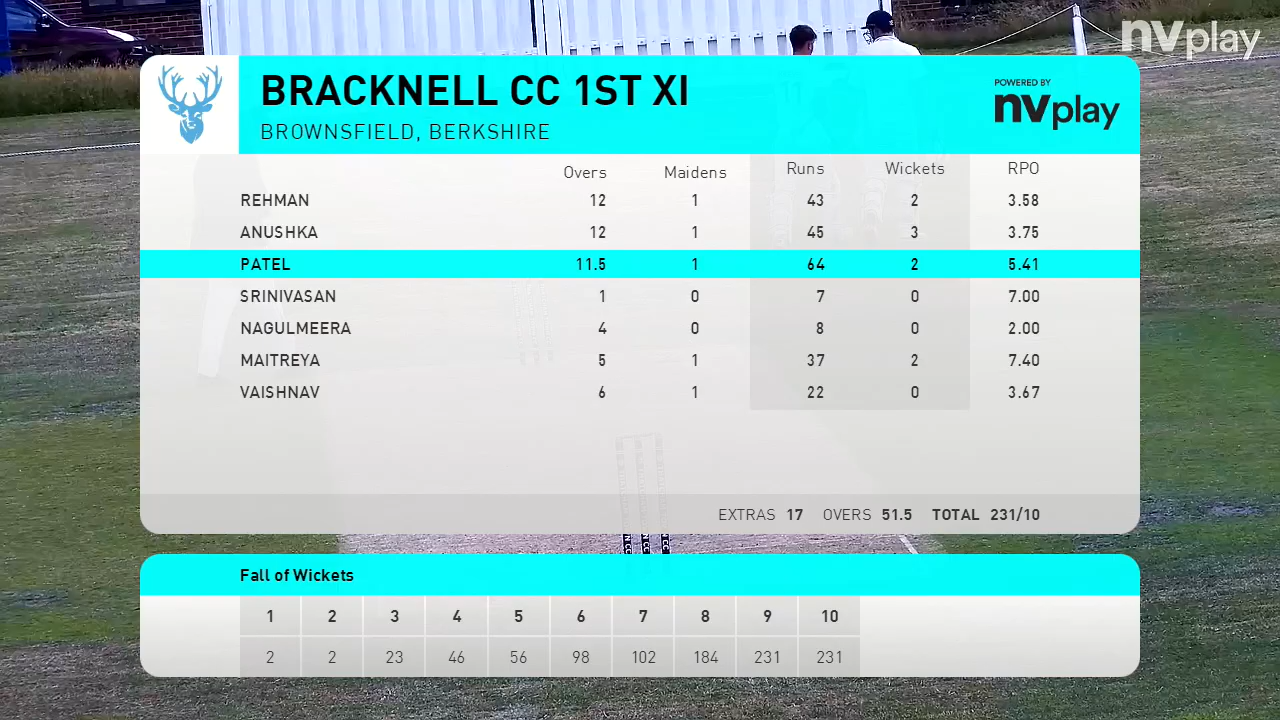 nvplay
BRACKNELL CC 1ST XI
BROWNSFIELD, BERKSHIRE
POWERED BY
nvplay
Overs Maidens Runs Wickets RPO
REHMAN 12 1 43 2 3.58
ANUSHKA 12 1 45 3 3.75
PATEL 11.5 1 64 2 5.41
SRINIVASAN 1 0 7 0 7.00
NAGULMEERA 4 0 8 0 2.00
MAITREYA 5 1 37 2 7.40
VAISHNAV 6 1 22 0 3.67
EXTRAS 17 OVERS 51.5 TOTAL 231/10
Fall of Wickets
1 2 3 4 5 6 7 8 9 10
2 2 23 46 56 98 102 184 231 231